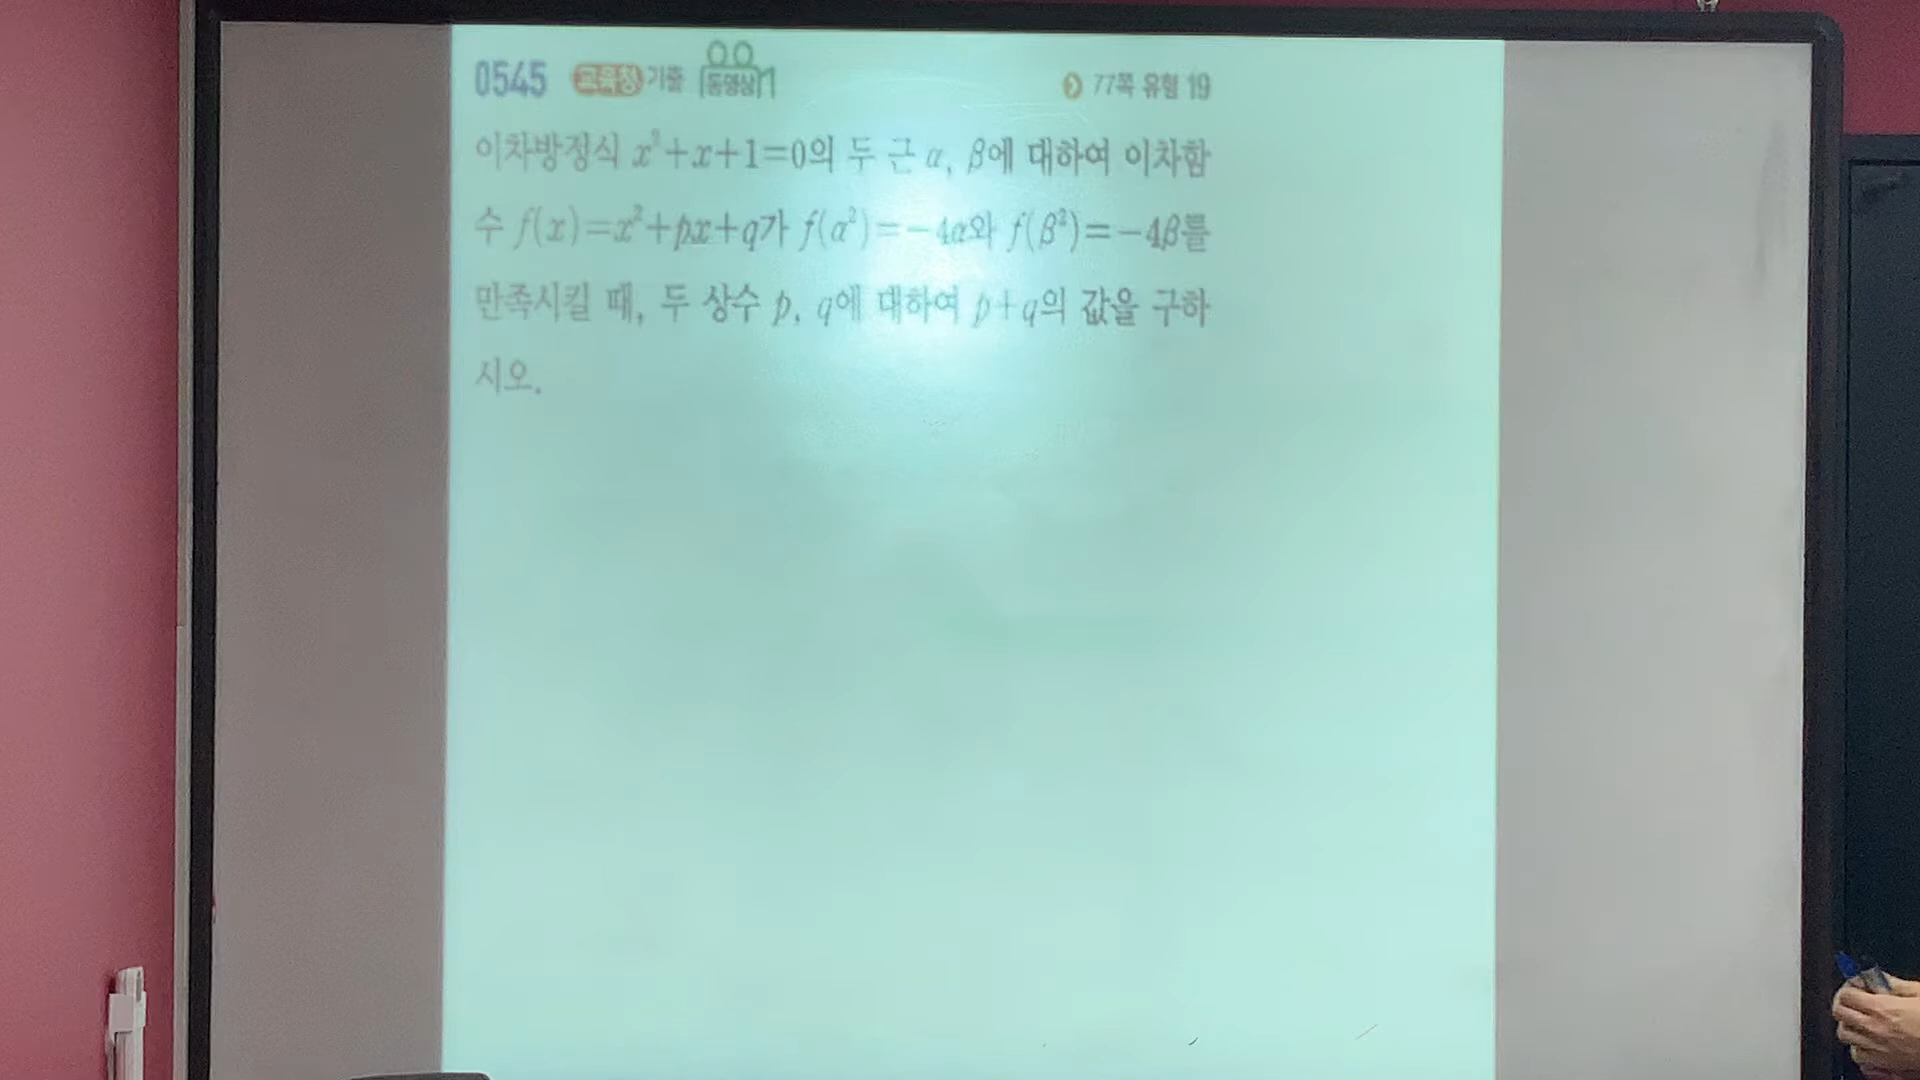 0545 교육청 기출 동영상 77쪽 유형 19
이차방정식 x²+x+1=0의 두 근 α, β에 대하여 이차함
수 f(x)=x²+px+q가 f(α²)=-4α와 f(β²)=-4β를
만족시킬 때, 두 상수 p, q에 대하여 p+q의 값을 구하
시오.